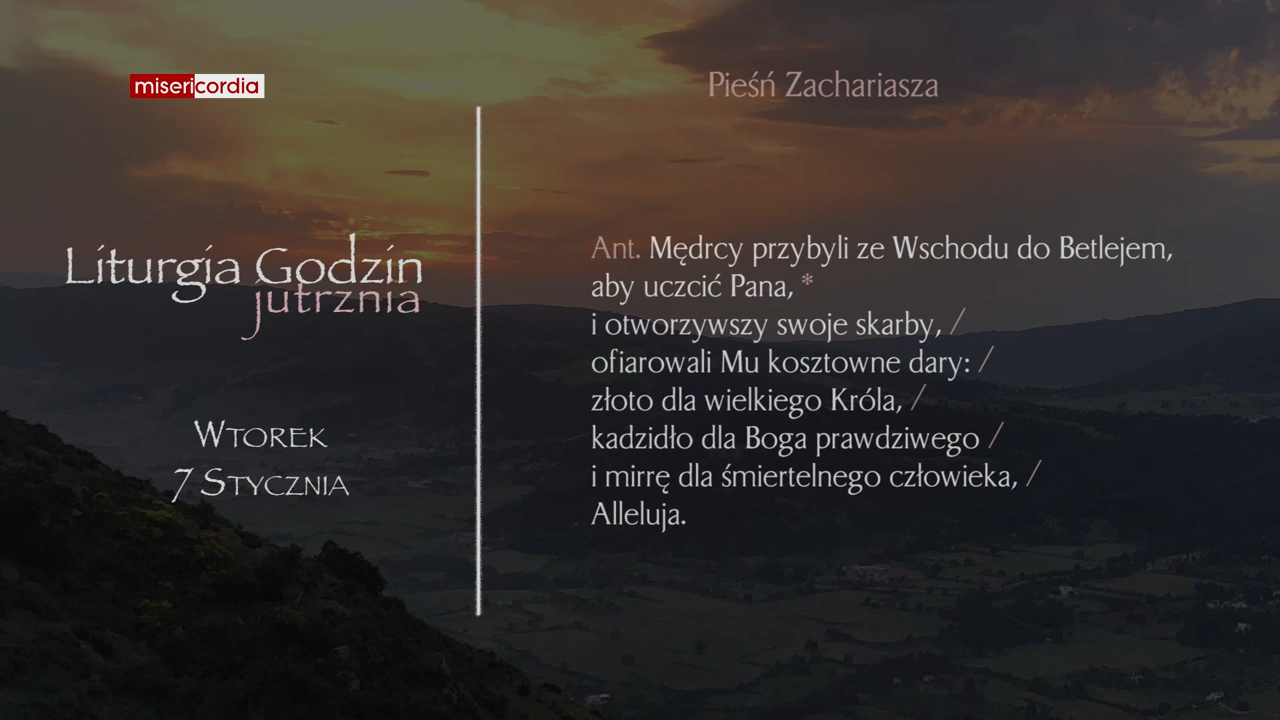 misericordia
Liturgia Godzin
jutrznia
Wtorek
7 Stycznia
Pieśń Zachariasza
Ant. Mędrcy przybyli ze Wschodu do Betlejem,
aby uczcić Pana, *
i otworzywszy swoje skarby, /
ofiarowali Mu kosztowne dary: /
złoto dla wielkiego Króla, /
kadzidło dla Boga prawdziwego /
i mirrę dla śmiertelnego człowieka, /
Alleluja.